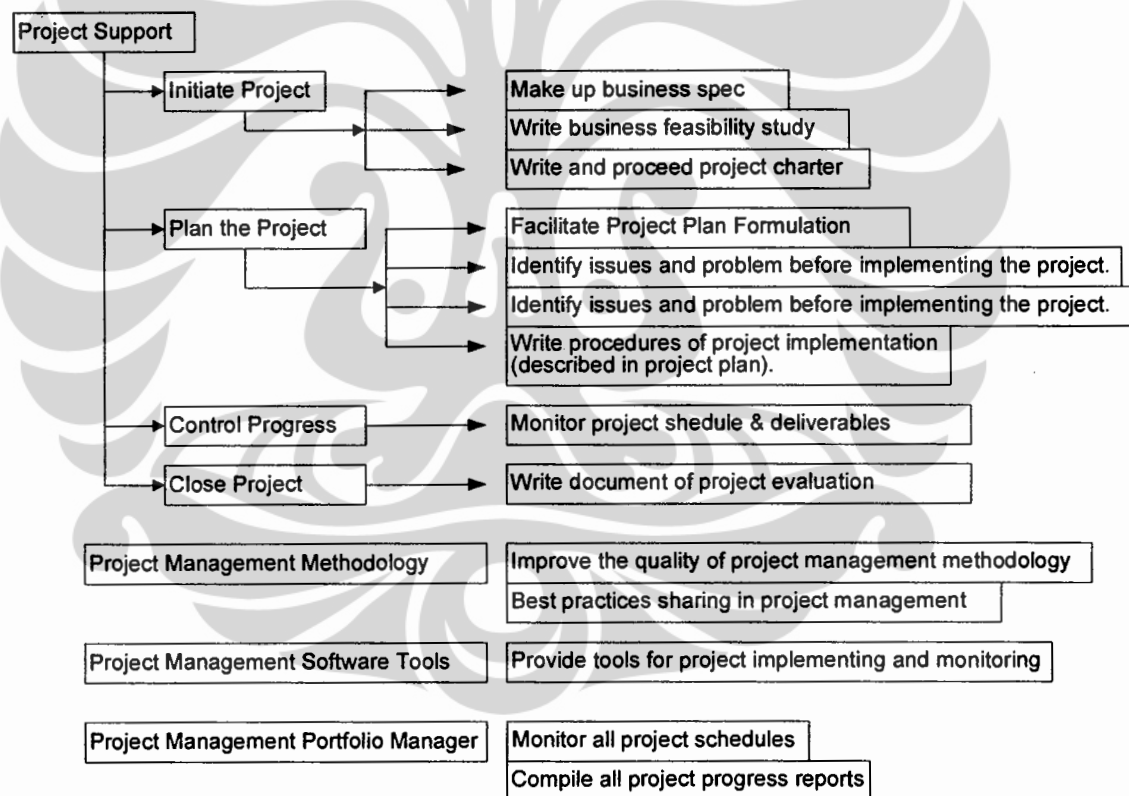 Project Support
Initiate Project
Make up business spec
Write business feasibility study
Write and proceed project charter
Plan the Project
Facilitate Project Plan Formulation
Identify issues and problem before implementing the project.
Identify issues and problem before implementing the project.
Write procedures of project implementation
(described in project plan).
Control Progress
Monitor project shedule & deliverables
Close Project
Write document of project evaluation
Project Management Methodology
Improve the quality of project management methodology
Best practices sharing in project management
Project Management Software Tools
Provide tools for project implementing and monitoring
Project Management Portfolio Manager
Monitor all project schedules
Compile all project progress reports